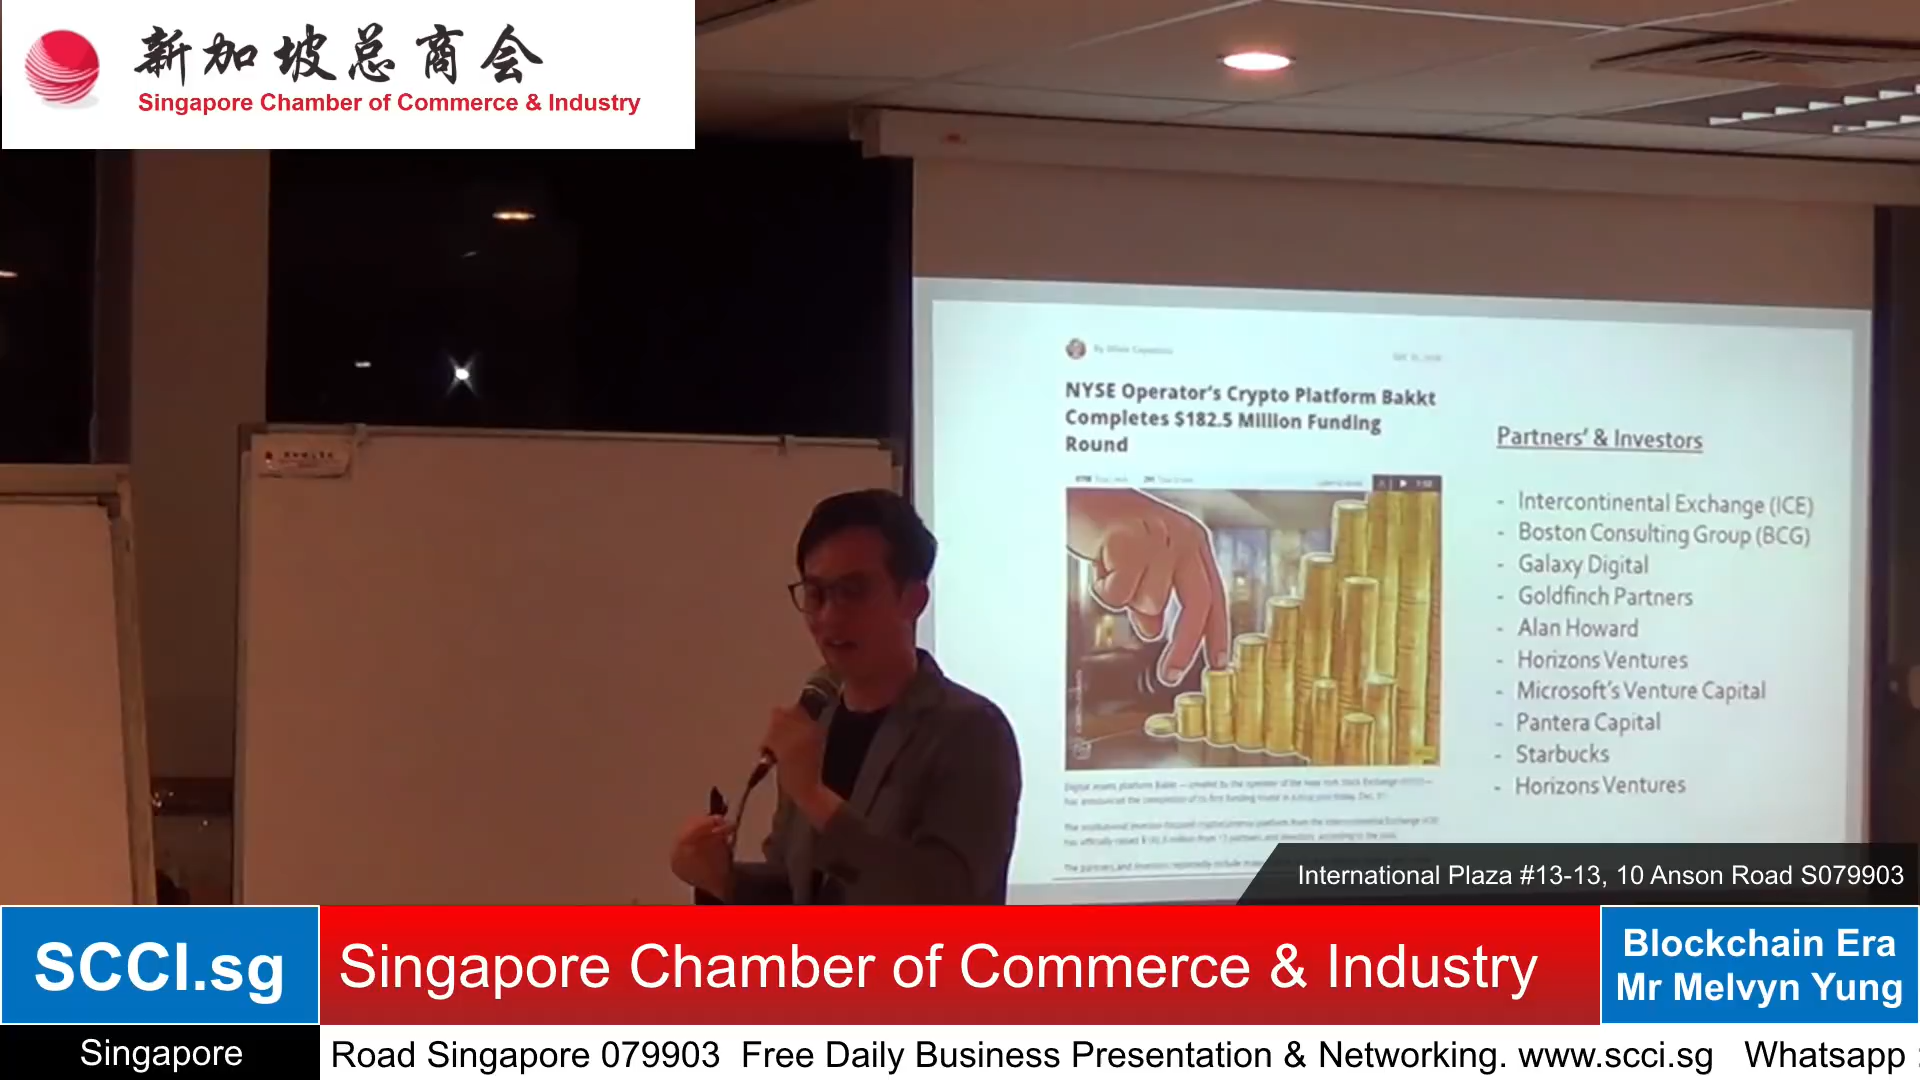 新加坡总商会
Singapore Chamber of Commerce & Industry
NYSE Operator's Crypto Platform Bakkt
Completes $182.5 Million Funding
Round
Partners' & Investors
- Intercontinental Exchange (ICE)
- Boston Consulting Group (BCG)
- Galaxy Digital
- Goldfinch Partners
- Alan Howard
- Horizons Ventures
- Microsoft's Venture Capital
- Pantera Capital
- Starbucks
- Horizons Ventures
International Plaza #13-13, 10 Anson Road S079903
SCCI.sg
Singapore Chamber of Commerce & Industry
Blockchain Era
Mr Melvyn Yung
Singapore
Road Singapore 079903 Free Daily Business Presentation & Networking. www.scci.sg Whatsapp